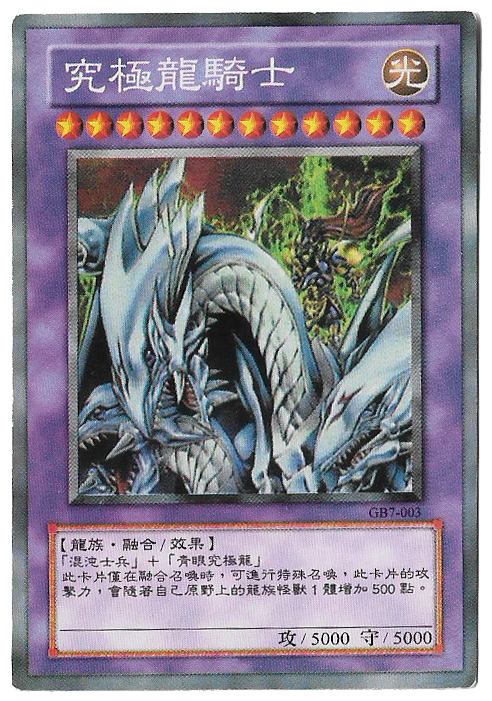 究極龍騎士
光
GB7-003
【龍族・融合/效果】
「混沌士兵」+「青眼究極龍」
此卡片僅在融合召喚時，可進行特殊召喚，此卡片的攻
擊力，會隨著自己原野上的龍族怪獸1體增加500點。
攻/5000 守/5000